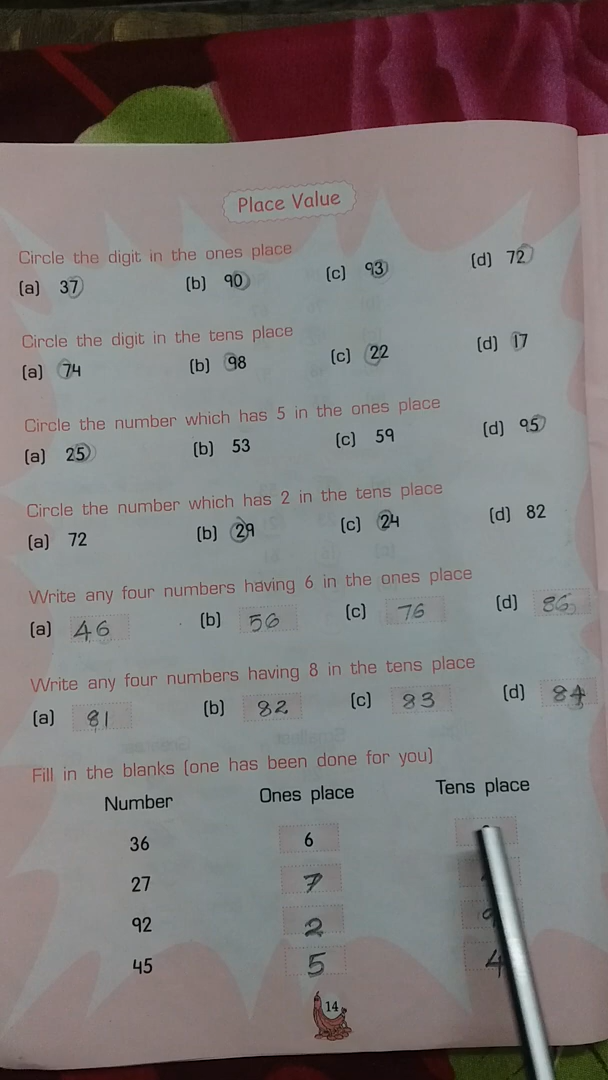 Place Value
Circle the digit in the ones place
(a) 37 (b) 90 (c) 93 (d) 72
Circle the digit in the tens place
(a) 74 (b) 98 (c) 22 (d) 17
Circle the number which has 5 in the ones place
(a) 25 (b) 53 (c) 59 (d) 95
Circle the number which has 2 in the tens place
(a) 72 (b) 29 (c) 24 (d) 82
Write any four numbers having 6 in the ones place
(a) 46 (b) 56 (c) 76 (d) 86
Write any four numbers having 8 in the tens place
(a) 81 (b) 82 (c) 83 (d) 84
Fill in the blanks (one has been done for you)
Number Ones place Tens place
36 6
27 7
92 2
45 5 4
14